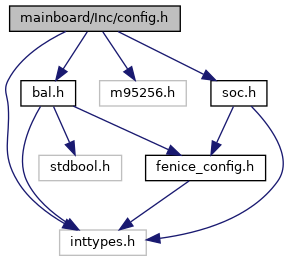 mainboard/Inc/config.h
bal.h
m95256.h
soc.h
stdbool.h
fenice_config.h
inttypes.h